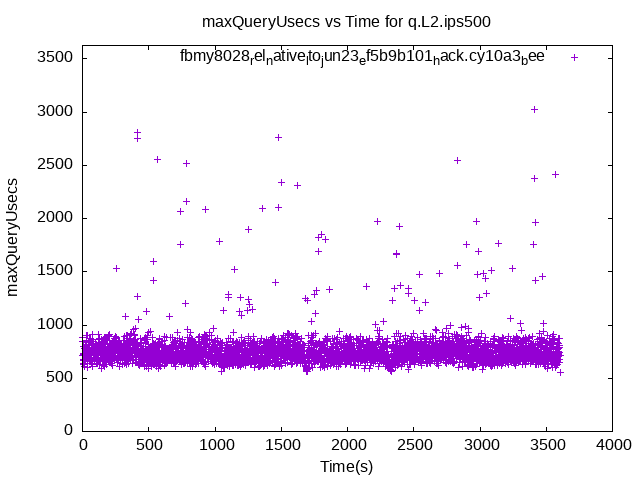 maxQueryUsecs vs Time for q.L2.ips500
fbmy8028relnativeltojun23ef5b9b101hack.cy10a3bee
3500
3000
2500
2000
1500
1000
500
0
maxQueryUsecs
0 500 1000 1500 2000 2500 3000 3500 4000
Time(s)